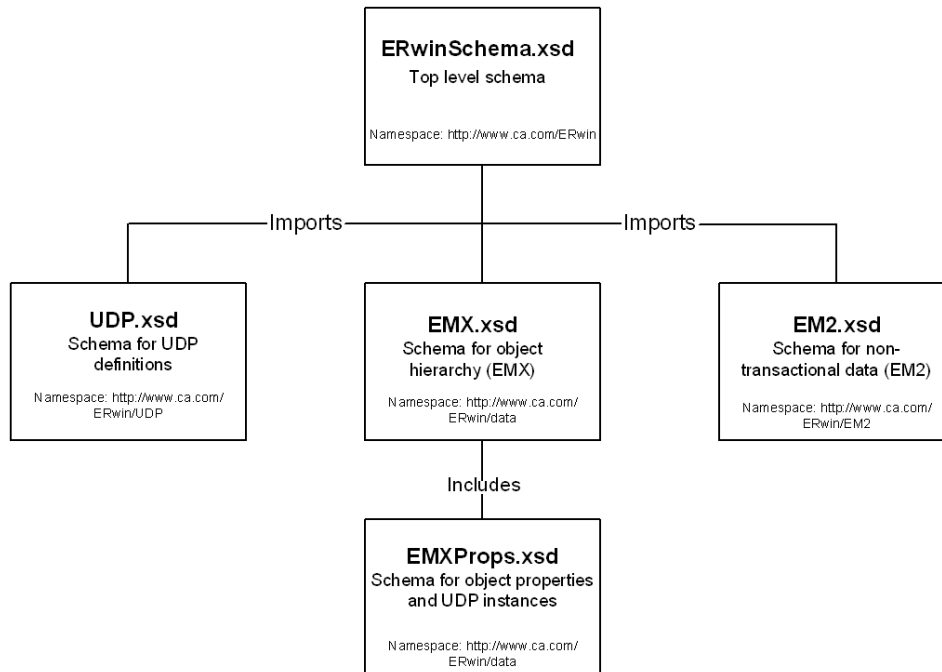 ERwinSchema.xsd
Top level schema
Namespace: http://www.ca.com/ERwin
Imports
Imports
UDP.xsd
Schema for UDP
definitions
Namespace: http://www.ca.com/
ERwin/UDP
EMX.xsd
Schema for object
hierarchy (EMX)
Namespace: http://www.ca.com/
ERwin/data
EM2.xsd
Schema for non-
transactional data (EM2)
Namespace: http://www.ca.com/
ERwin/EM2
Includes
EMXProps.xsd
Schema for object properties
and UDP instances
Namespace: http://www.ca.com/
ERwin/data